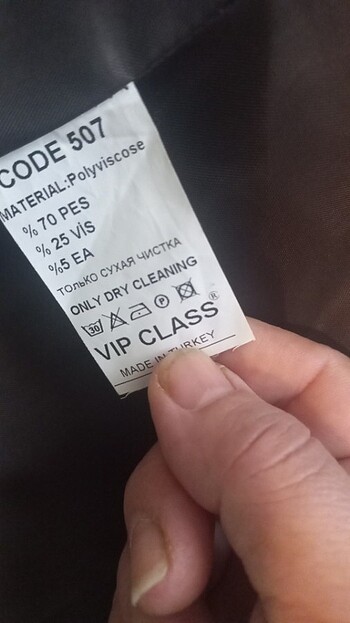 CODE 507
MATERIAL:Polyviscose
% 70 PES
% 25 VİS
%5 EA
ТОЛЬКО СУХАЯ ЧИСТКА
ONLY DRY CLEANING
30 P
VIP CLASS®
MADE IN TURKEY